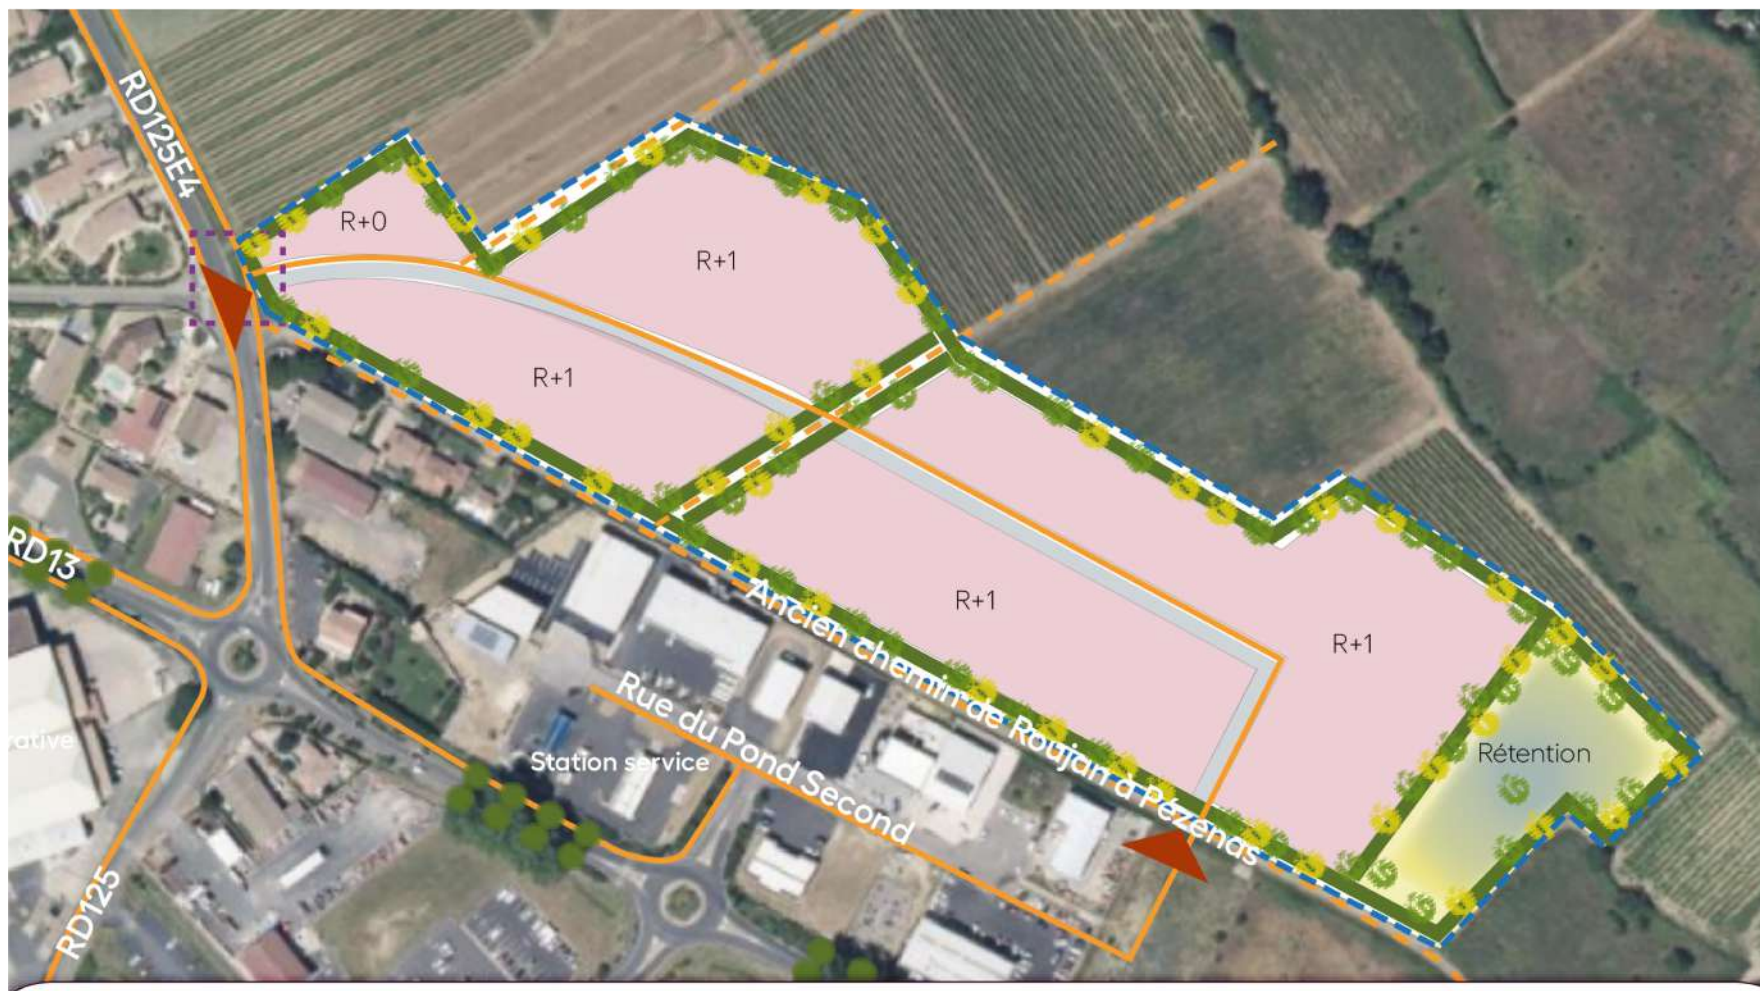 RD125E4
R+0
R+1
R+1
RD13
R+1
Ancien chemin de Roujan à Pézenas
R+1
Rue du Pond Second
rative
Station service
Rétention
RD125